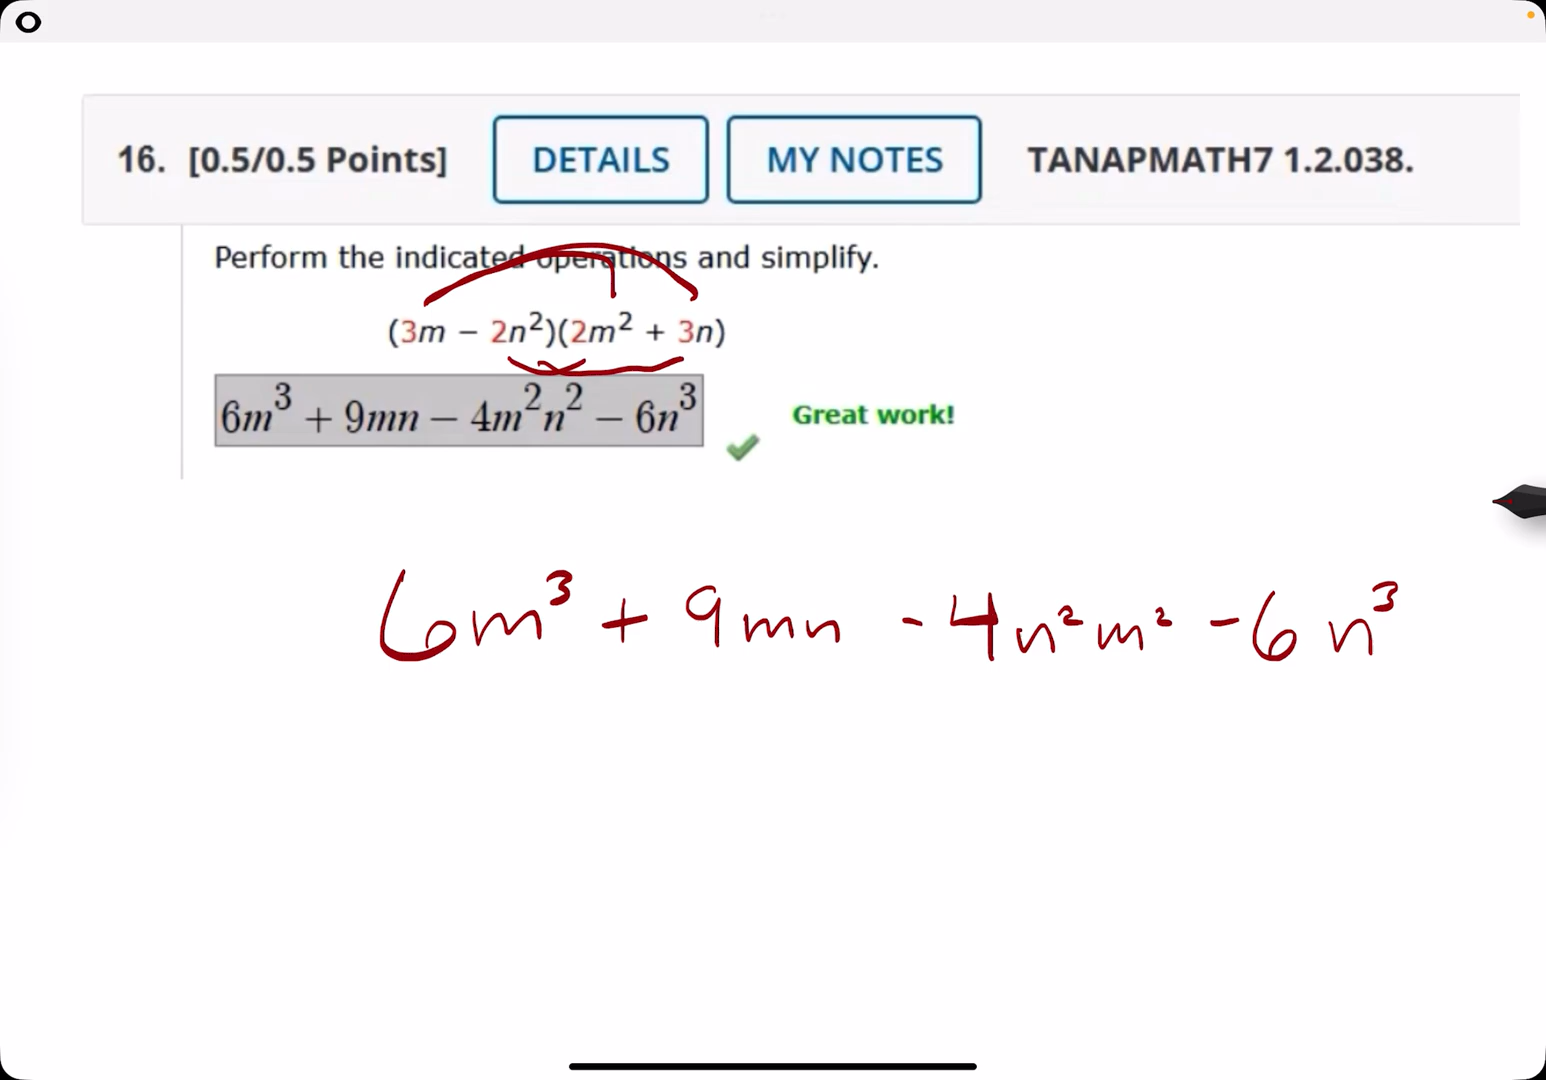 16. [0.5/0.5 Points] DETAILS MY NOTES TANAPMATH7 1.2.038.
Perform the indicated operations and simplify.
(3m − 2n²)(2m² + 3n)
6m³ + 9mn − 4m²n² − 6n³
Great work!
6m³ + 9mn - 4n²m² - 6n³